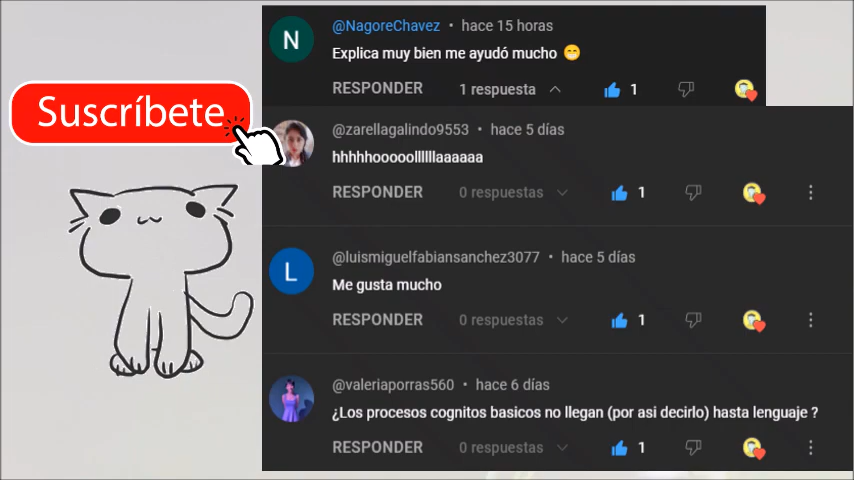 Suscríbete
N
@NagoreChavez • hace 15 horas
Explica muy bien me ayudó mucho 😁
RESPONDER 1 respuesta 1
@zarellagalindo9553 • hace 5 días
hhhhhooooollllllaaaaaa
RESPONDER 0 respuestas 1
L
@luismiguelfabiansanchez3077 • hace 5 días
Me gusta mucho
RESPONDER 0 respuestas 1
@valeriaporras560 • hace 6 días
¿Los procesos cognitos basicos no llegan (por asi decirlo) hasta lenguaje ?
RESPONDER 0 respuestas 1